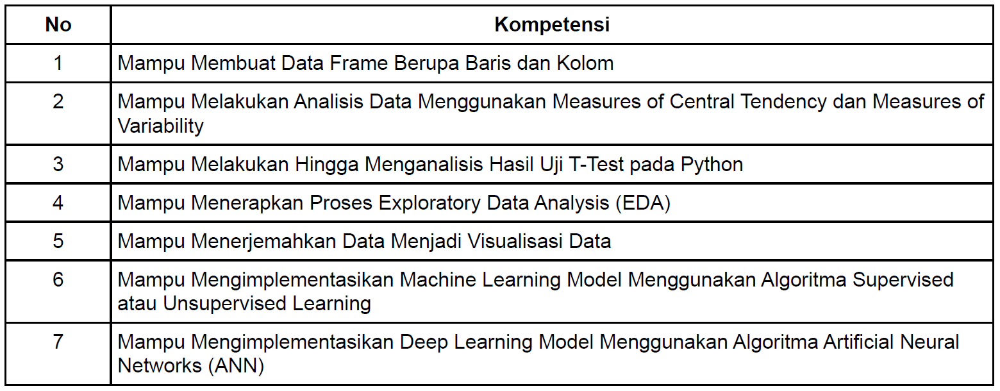 No Kompetensi
1 Mampu Membuat Data Frame Berupa Baris dan Kolom
2 Mampu Melakukan Analisis Data Menggunakan Measures of Central Tendency dan Measures of
Variability
3 Mampu Melakukan Hingga Menganalisis Hasil Uji T-Test pada Python
4 Mampu Menerapkan Proses Exploratory Data Analysis (EDA)
5 Mampu Menerjemahkan Data Menjadi Visualisasi Data
6 Mampu Mengimplementasikan Machine Learning Model Menggunakan Algoritma Supervised
atau Unsupervised Learning
7 Mampu Mengimplementasikan Deep Learning Model Menggunakan Algoritma Artificial Neural
Networks (ANN)